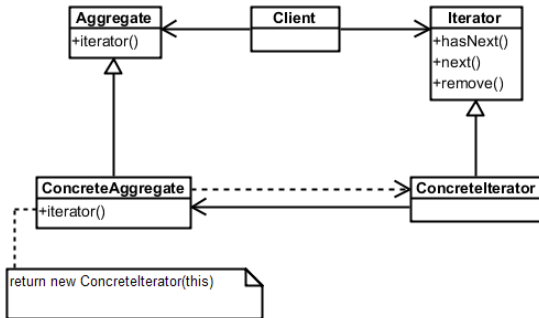 Aggregate
+iterator()
Client
Iterator
+hasNext()
+next()
+remove()
ConcreteAggregate
+iterator()
ConcreteIterator
return new ConcreteIterator(this)